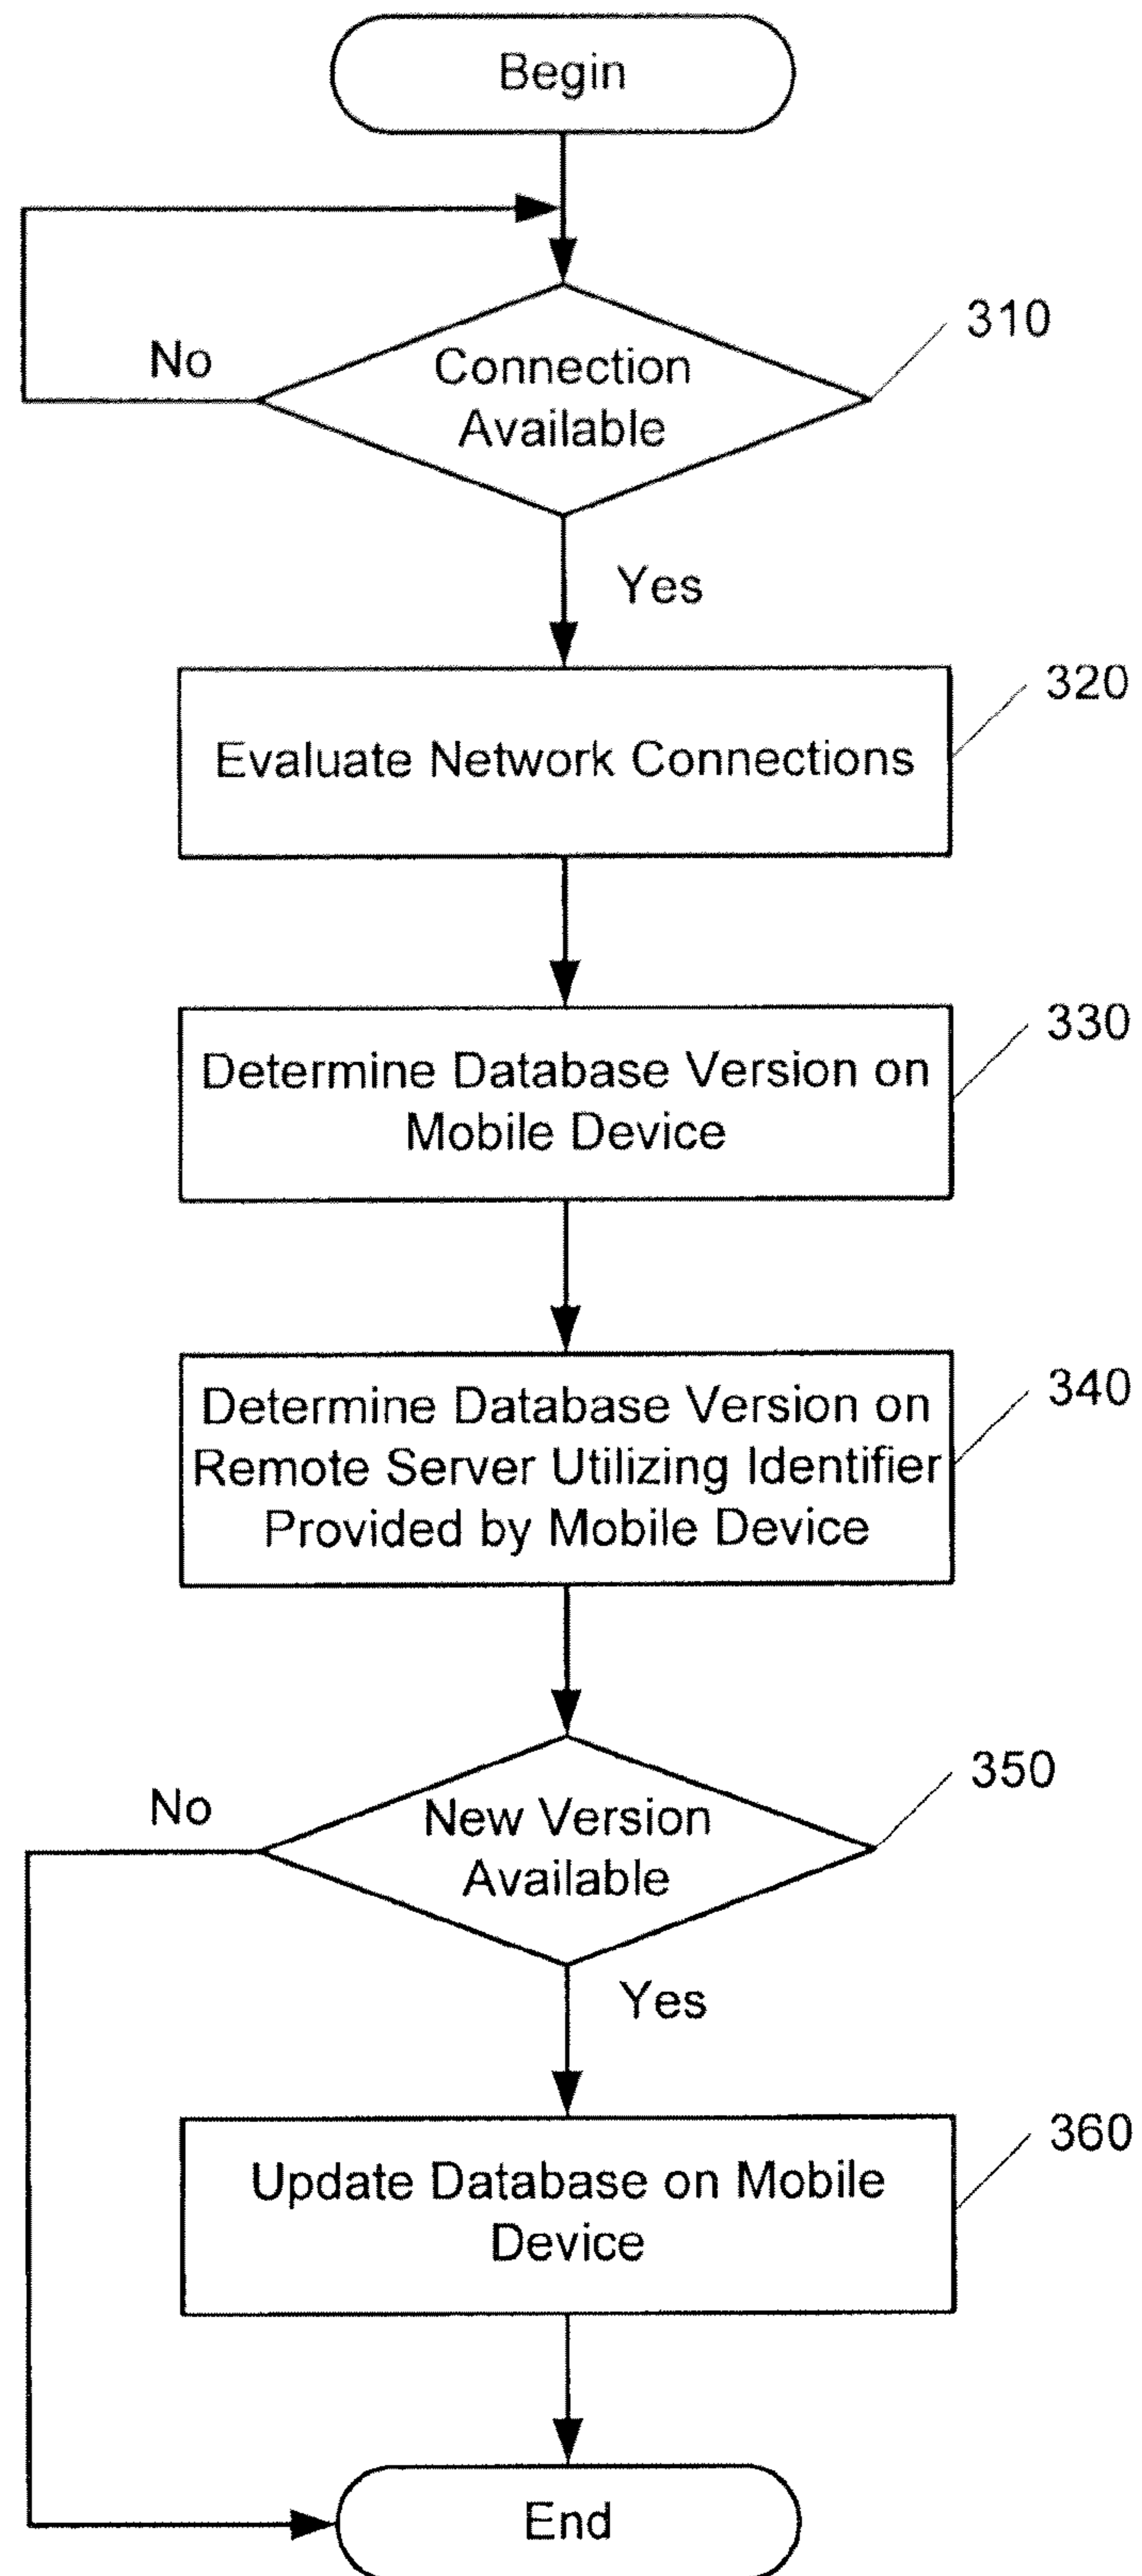 Begin
310
No
Connection
Available
Yes
320
Evaluate Network Connections
330
Determine Database Version on
Mobile Device
340
Determine Database Version on
Remote Server Utilizing Identifier
Provided by Mobile Device
350
No
New Version
Available
Yes
360
Update Database on Mobile
Device
End